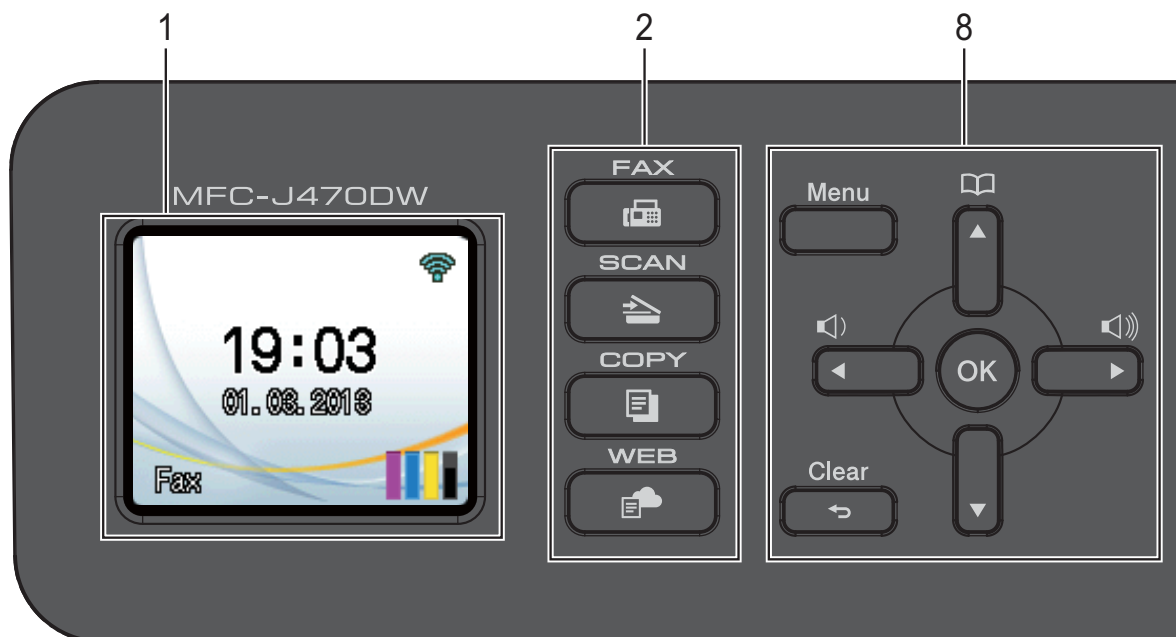 1 2 8
MFC-J470DW
19:03
01.03.2013
Fax
FAX
SCAN
COPY
WEB
Menu
OK
Clear